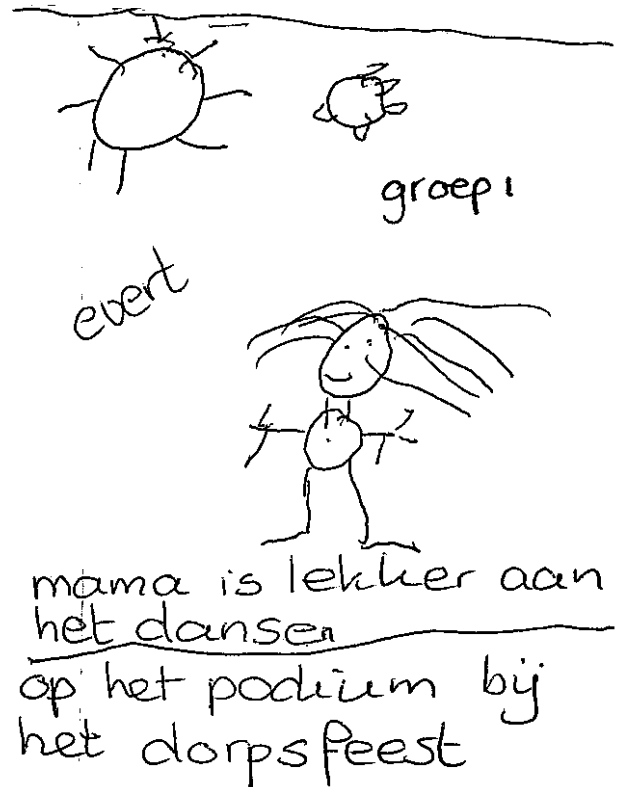 groep 1
evert
mama is lekker aan
het dansen
op het podium bij
het dorpsfeest